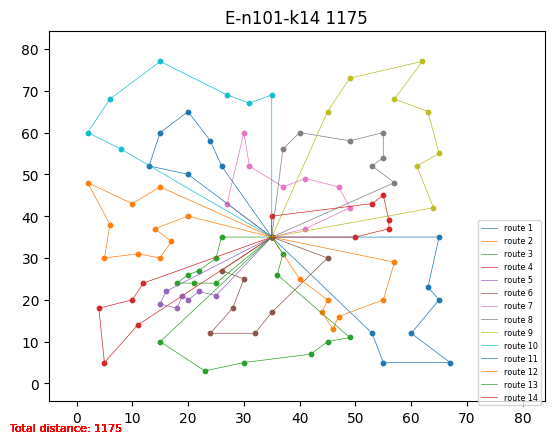 E-n101-k14 1175
80
70
60
50
40
30
20
10
0
0 10 20 30 40 50 60 70 80
route 1
route 2
route 3
route 4
route 5
route 6
route 7
route 8
route 9
route 10
route 11
route 12
route 13
route 14
Total distance: 1175